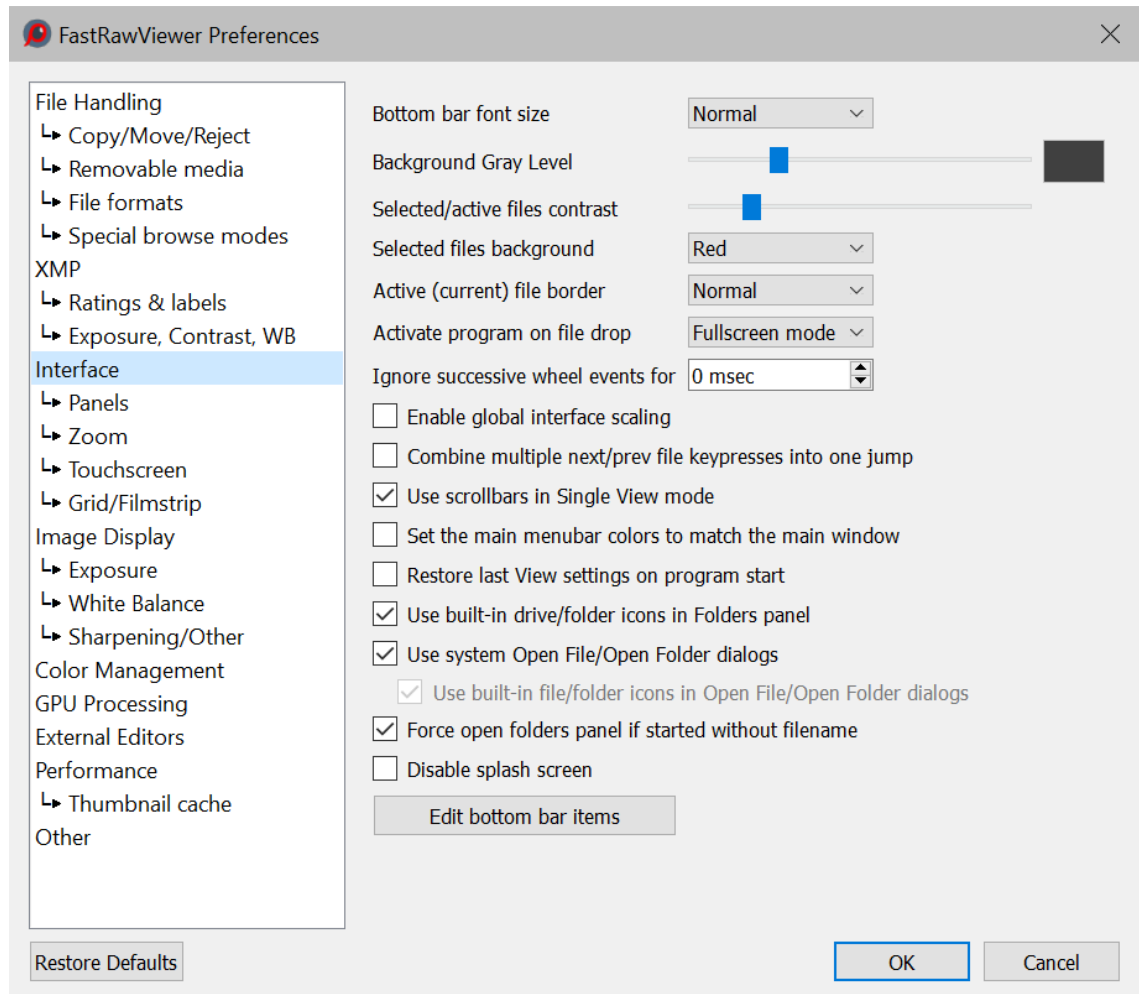 FastRawViewer Preferences
File Handling
Copy/Move/Reject
Removable media
File formats
Special browse modes
XMP
Ratings & labels
Exposure, Contrast, WB
Interface
Panels
Zoom
Touchscreen
Grid/Filmstrip
Image Display
Exposure
White Balance
Sharpening/Other
Color Management
GPU Processing
External Editors
Performance
Thumbnail cache
Other
Bottom bar font size Normal
Background Gray Level
Selected/active files contrast
Selected files background Red
Active (current) file border Normal
Activate program on file drop Fullscreen mode
Ignore successive wheel events for 0 msec
Enable global interface scaling
Combine multiple next/prev file keypresses into one jump
Use scrollbars in Single View mode
Set the main menubar colors to match the main window
Restore last View settings on program start
Use built-in drive/folder icons in Folders panel
Use system Open File/Open Folder dialogs
Use built-in file/folder icons in Open File/Open Folder dialogs
Force open folders panel if started without filename
Disable splash screen
Edit bottom bar items
Restore Defaults OK Cancel